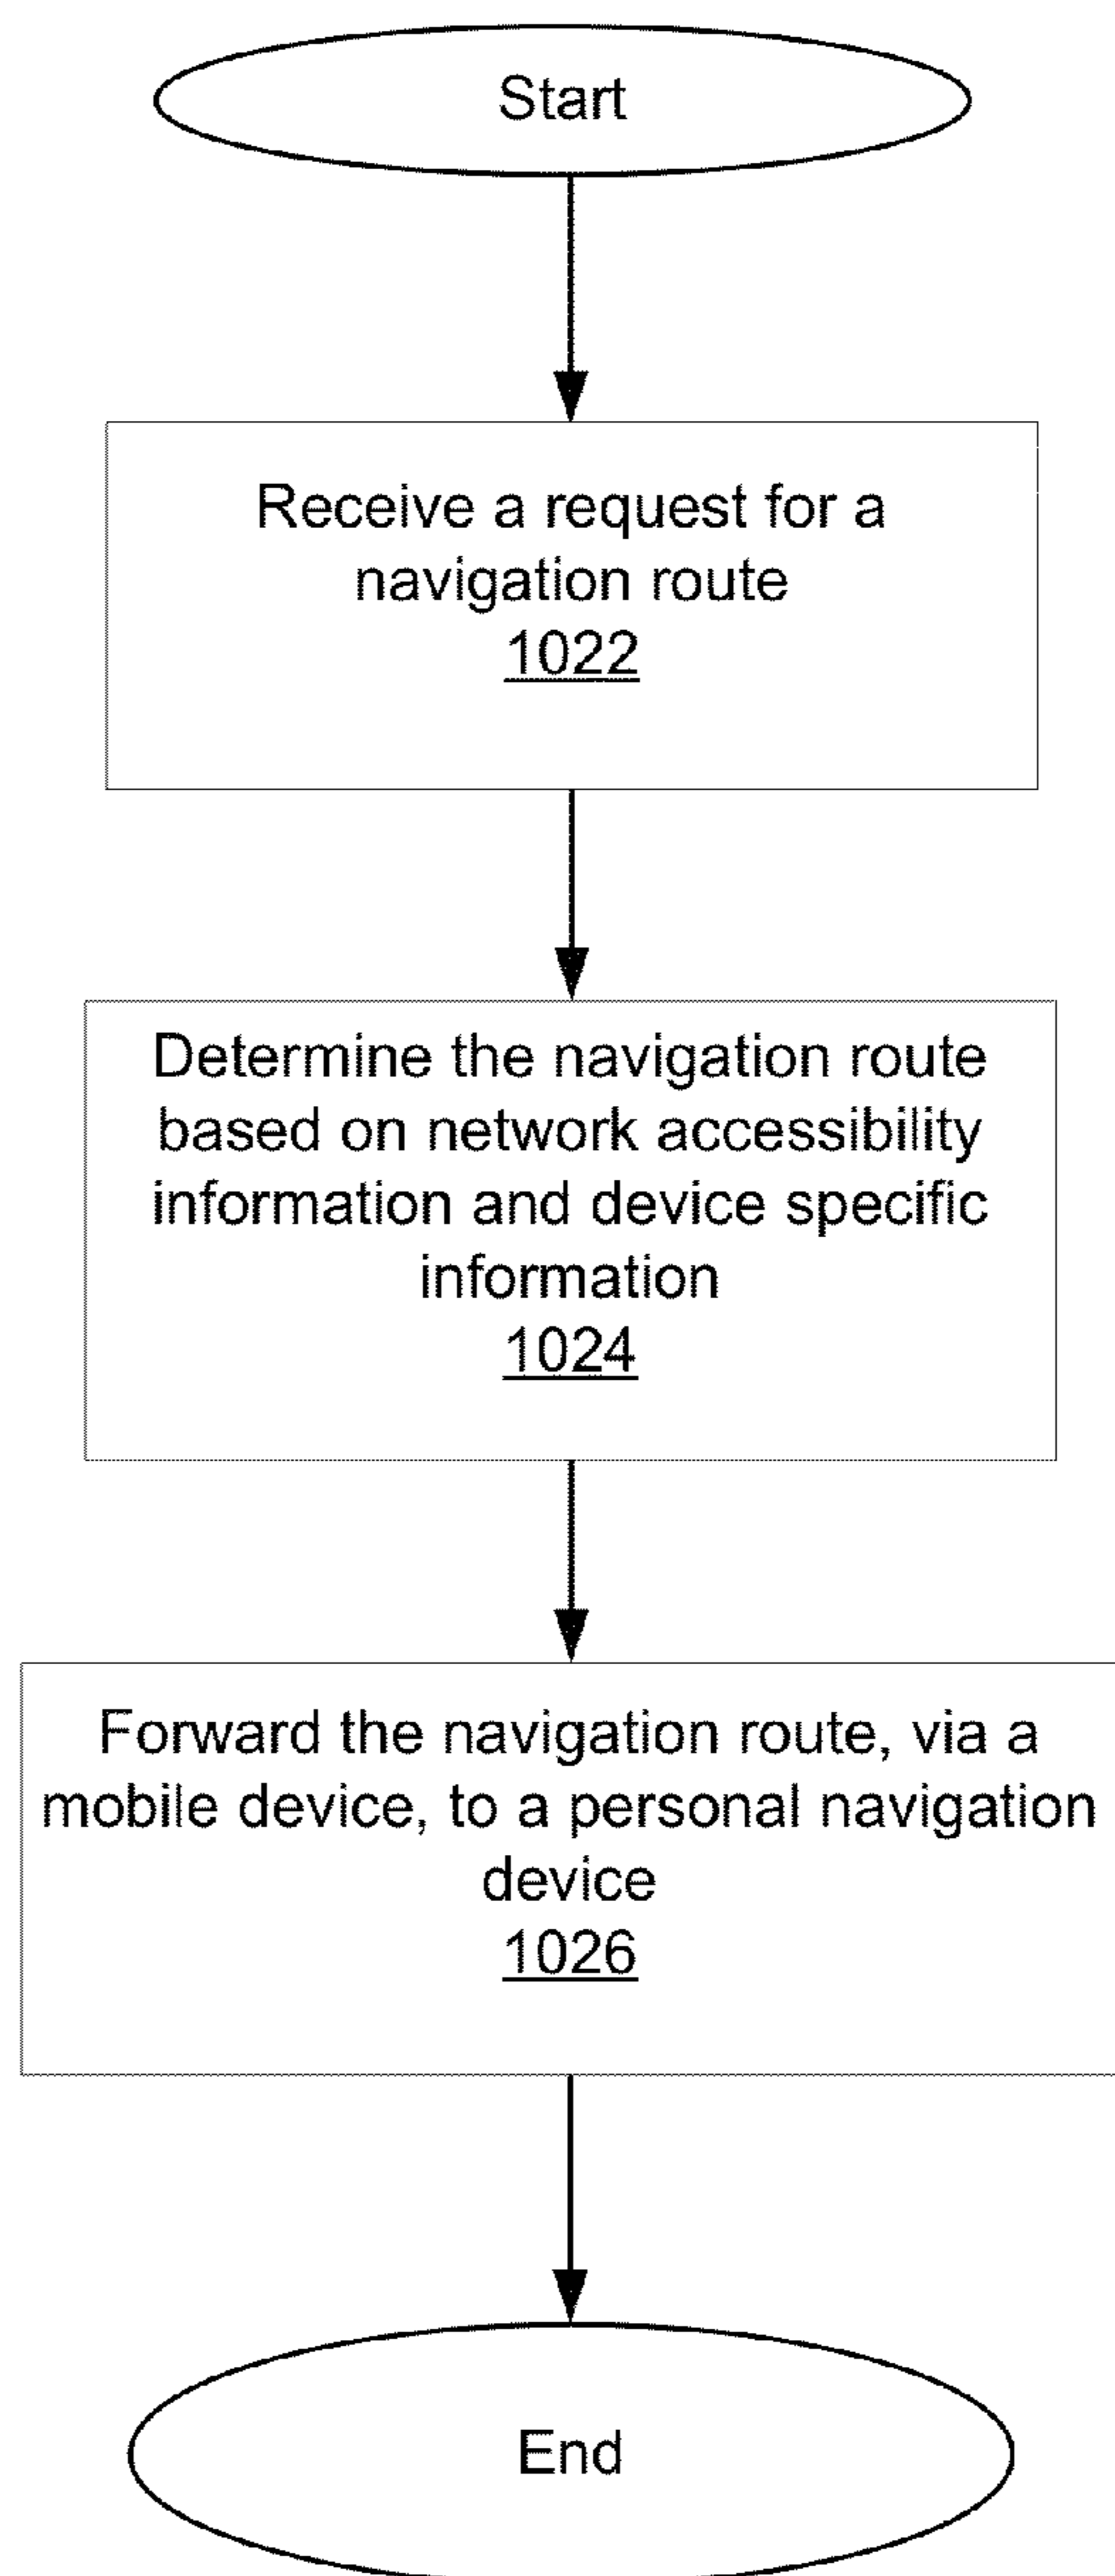 Start
Receive a request for a
navigation route
1022
Determine the navigation route
based on network accessibility
information and device specific
information
1024
Forward the navigation route, via a
mobile device, to a personal navigation
device
1026
End